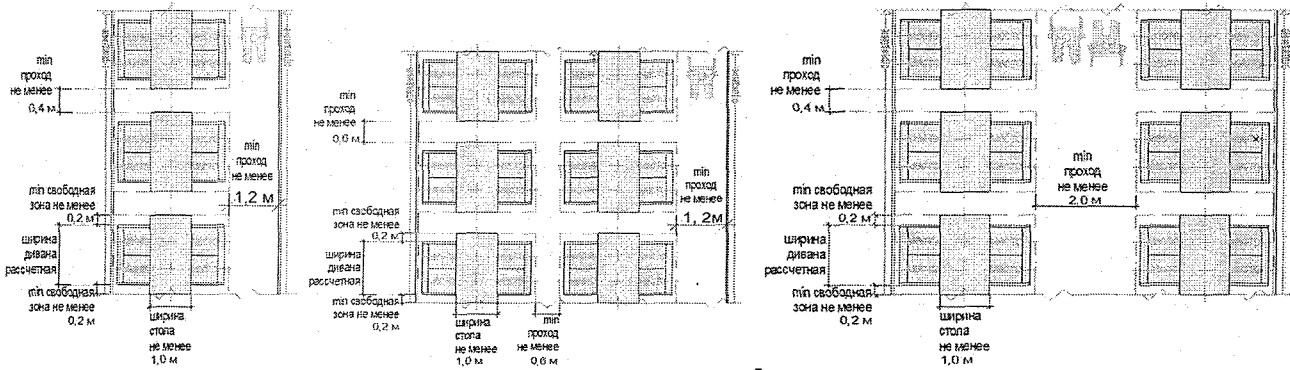 min
проход
не менее
0,4 м
min
проход
не менее
1,2 м
min свободная
зона не менее
0,2 м
ширина
дивана
рассчетная
min свободная
зона не менее
0,2 м
ширина
стола
не менее
1,0 м
min
проход
не менее
0,6 м
min
проход
не менее
1,2м
min свободная
зона не менее
0,2 м
ширина
дивана
рассчетная
min свободная
зона не менее
0,2 м
ширина
стола
не менее
1,0 м
min
проход
не менее
0,6 м
min
проход
не менее
0,4 м
min
проход
не менее
2,0 м
min свободная
зона не менее
0,2 м
ширина
дивана
рассчетная
min свободная
зона не менее
0,2 м
ширина
стола
не менее
1,0 м